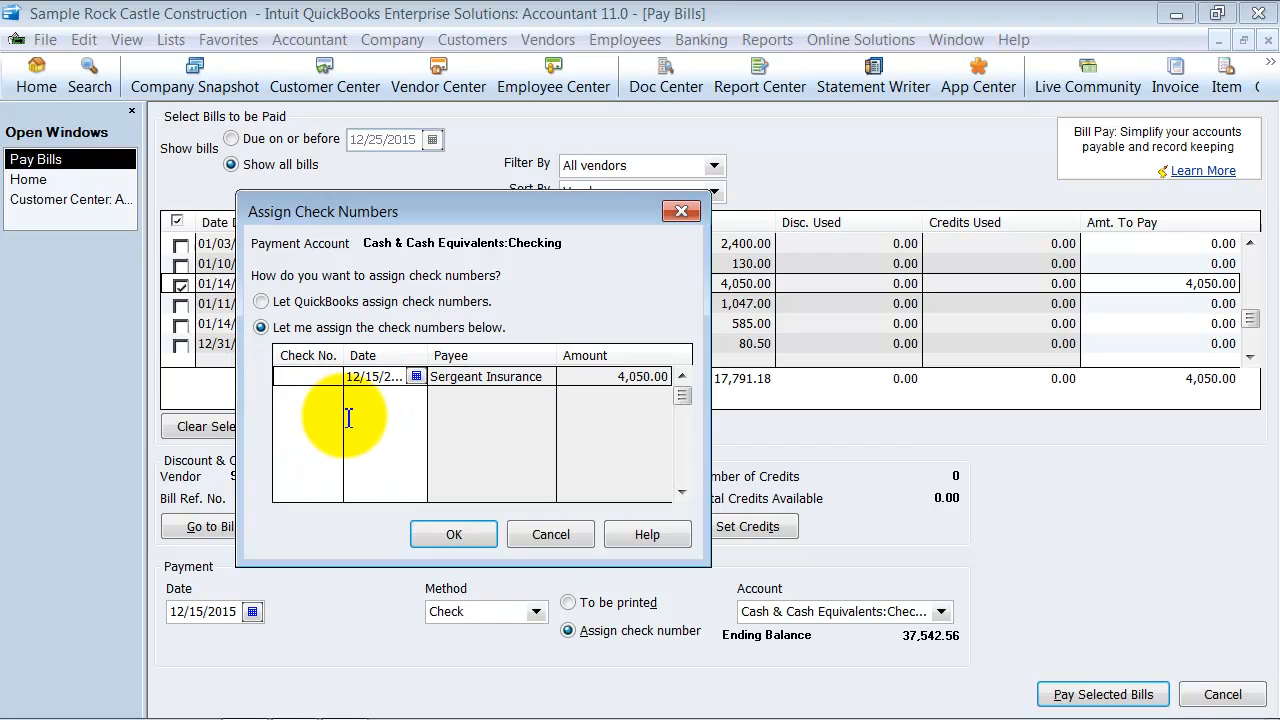 Sample Rock Castle Construction - Intuit QuickBooks Enterprise Solutions: Accountant 11.0 - [Pay Bills]
File Edit View Lists Favorites Accountant Company Customers Vendors Employees Banking Reports Online Solutions Window Help
Home Search Company Snapshot Customer Center Vendor Center Employee Center Doc Center Report Center Statement Writer App Center Live Community Invoice Item
Open Windows
Pay Bills
Home
Customer Center: A...
Select Bills to be Paid
Show bills
Due on or before 12/25/2015
Show all bills
Filter By All vendors
Bill Pay: Simplify your accounts
payable and record keeping
Learn More
Date Disc. Used Credits Used Amt. To Pay
01/03/ 2,400.00 0.00 0.00 0.00
01/10/ 130.00 0.00 0.00 0.00
01/14/ 4,050.00 0.00 0.00 4,050.00
01/11/ 1,047.00 0.00 0.00 0.00
01/14/ 585.00 0.00 0.00 0.00
12/31/ 80.50 0.00 0.00 0.00
17,791.18 0.00 0.00 4,050.00
Clear Sele
Assign Check Numbers
Payment Account Cash & Cash Equivalents:Checking
How do you want to assign check numbers?
Let QuickBooks assign check numbers.
Let me assign the check numbers below.
Check No. Date Payee Amount
12/15/2... Sergeant Insurance 4,050.00
OK Cancel Help
Discount & C
Vendor
Bill Ref. No.
Go to Bil
mber of Credits 0
tal Credits Available 0.00
Set Credits
Payment
Date
12/15/2015
Method
Check
To be printed
Assign check number
Account
Cash & Cash Equivalents:Chec...
Ending Balance 37,542.56
Pay Selected Bills Cancel